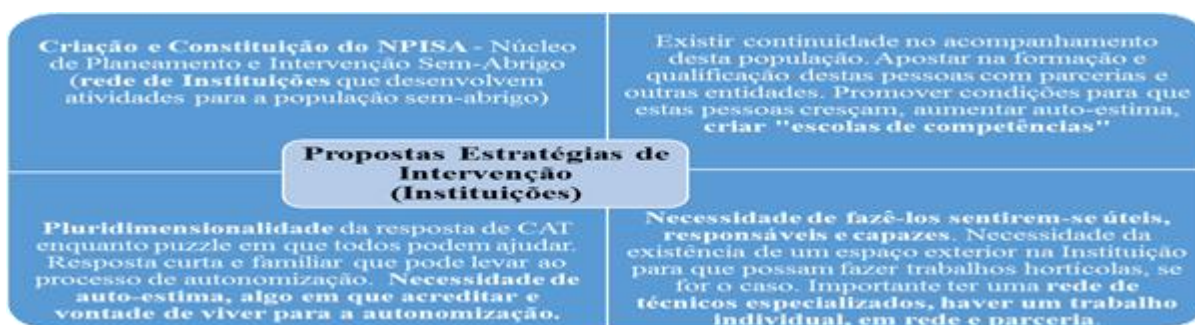 Criação e Constituição do NPISA - Núcleo
de Planeamento e Intervenção Sem-Abrigo
(rede de Instituições que desenvolvem
atividades para a população sem-abrigo)
Existir continuidade no acompanhamento
desta população. Apostar na formação e
qualificação destas pessoas com parcerias e
outras entidades. Promover condições para que
estas pessoas cresçam, aumentar auto-estima,
criar "escolas de competências"
Propostas Estratégias de
Intervenção
(Instituições)
Pluridimensionalidade da resposta de CAT
enquanto puzzle em que todos podem ajudar.
Resposta curta e familiar que pode levar ao
processo de autonomização. Necessidade de
auto-estima, algo em que acreditar e
vontade de viver para a autonomização.
Necessidade de fazê-los sentirem-se úteis,
responsáveis e capazes. Necessidade da
existência de um espaço exterior na Instituição
para que possam fazer trabalhos hortícolas, se
for o caso. Importante ter uma rede de
técnicos especializados, haver um trabalho
individual, em rede e parceria.